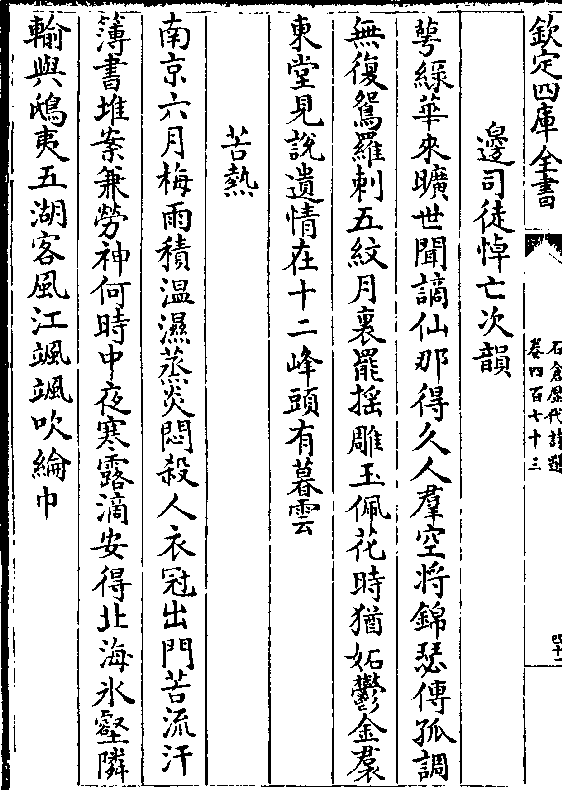 欽定四庫全書
石倉歷代詩選
卷四百七十三
邊司徒悼亡次韻
萼緑華來曠世聞謫仙那得久人羣空将錦瑟傳孤調
無復鴛羅刺五紋月裏罷揺雕玉佩花時猶妬鬱金裠
東堂見說遺情在十二峰頭有暮雲
苦熱
南京六月梅雨積温濕蒸炎悶殺人衣冠出門苦流汗
簿書堆案兼勞神何時中夜寒露滴安得北海氷壑隣
輸與鴟夷五湖客風江颯颯吹綸巾